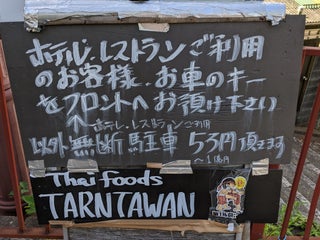 ホテル、レストランご利用
のお客様、お車のキー
をフロントへお預け下さい
↑ホテル、レストランご利用
以外無断駐車 5万円頂きます
Thai foods
TARNTAWAN